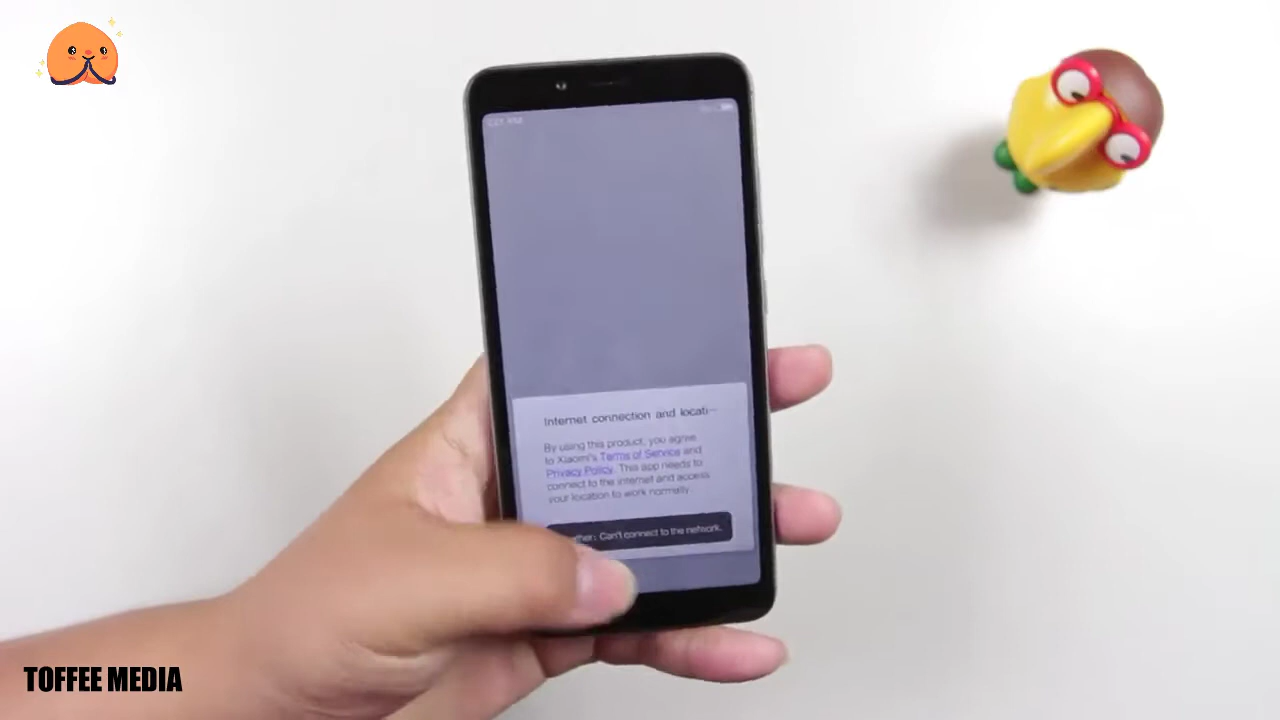 Internet connection and locati...
By using this product, you agree
to Xiaomi's Terms of Service and
Privacy Policy. This app needs to
connect to the internet and access
your location to work normally.
Can't connect to the network.
TOFFEE MEDIA